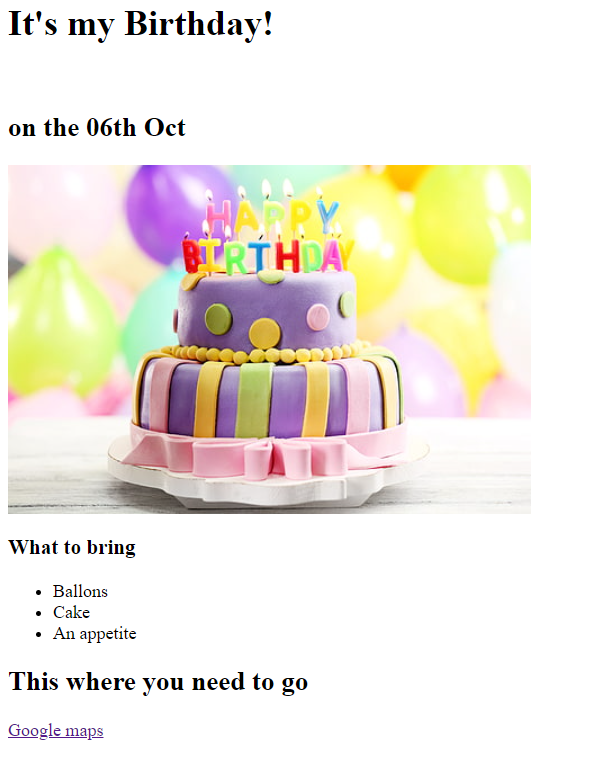 It's my Birthday!
on the 06th Oct
HAPPY
BIRTHDAY
What to bring
Ballons
Cake
An appetite
This where you need to go
Google maps